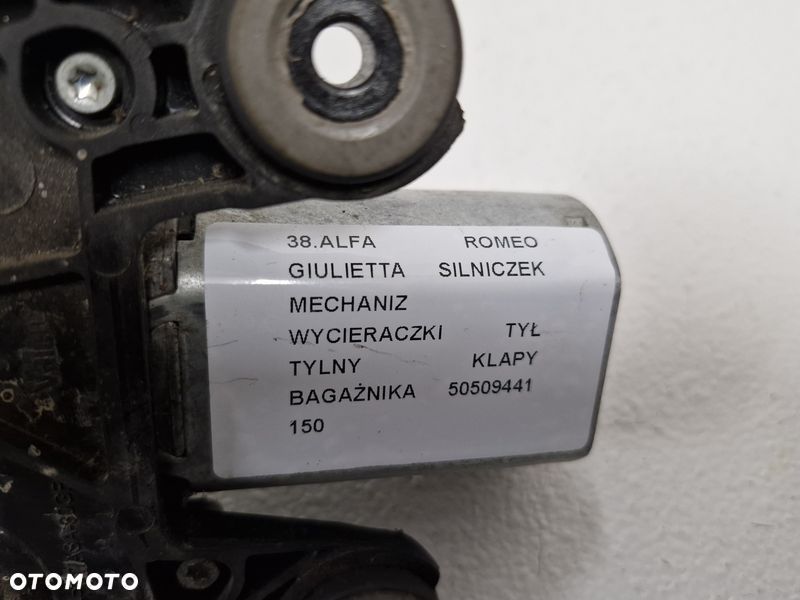 38.ALFA ROMEO
GIULIETTA SILNICZEK
MECHANIZ
WYCIERACZKI TYŁ
TYLNY KLAPY
BAGAŻNIKA 50509441
150
OTOMOTO